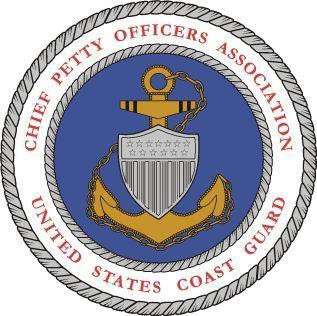 CHIEF PETTY OFFICERS ASSOCIATION
UNITED STATES COAST GUARD